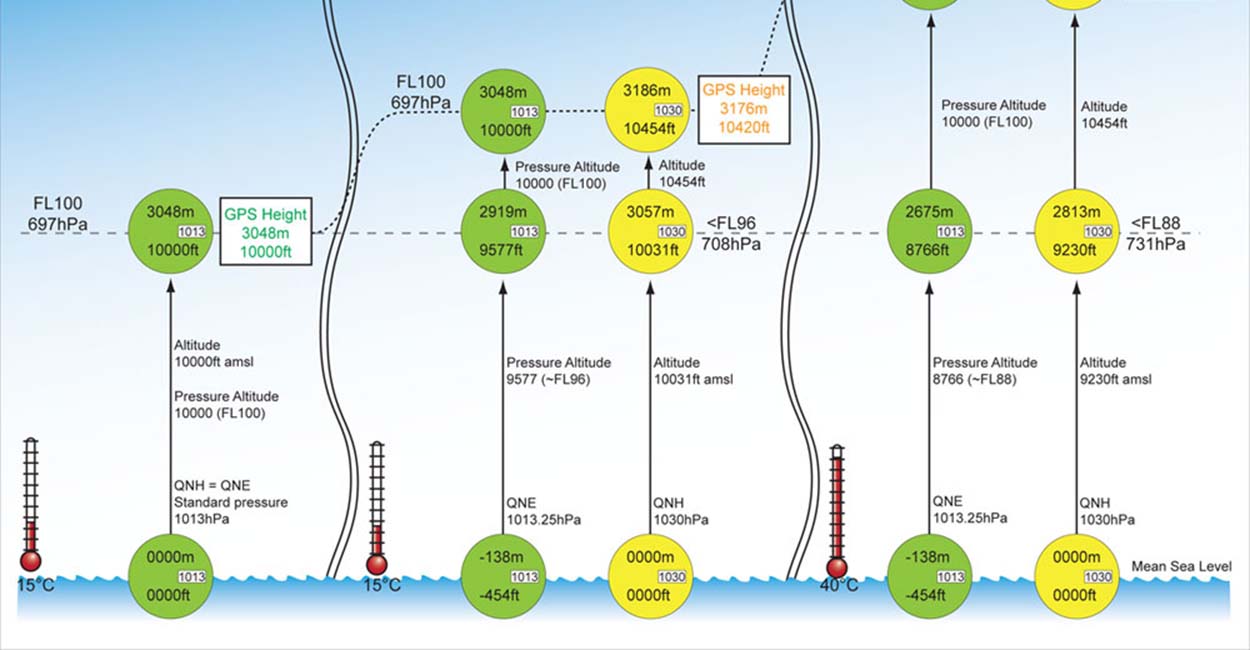 FL100
697hPa
3048m
1013
10000ft
GPS Height
3048m
10000ft
Altitude
10000ft amsl
Pressure Altitude
10000 (FL100)
QNH = QNE
Standard pressure
1013hPa
0000m
1013
0000ft
15°C
FL100
697hPa
3048m
1013
10000ft
3186m
1030
10454ft
GPS Height
3176m
10420ft
Pressure Altitude
10000 (FL100)
Altitude
10454ft
2919m
1013
9577ft
3057m
1030
10031ft
<FL96
708hPa
Pressure Altitude
9577 (~FL96)
Altitude
10031ft amsl
QNE
1013.25hPa
QNH
1030hPa
-138m
1013
-454ft
0000m
1030
0000ft
15°C
Pressure Altitude
10000 (FL100)
Altitude
10454ft
2675m
1013
8766ft
2813m
1030
9230ft
<FL88
731hPa
Pressure Altitude
8766 (~FL88)
Altitude
9230ft amsl
QNE
1013.25hPa
QNH
1030hPa
-138m
1013
-454ft
0000m
1030
0000ft
40°C
Mean Sea Level